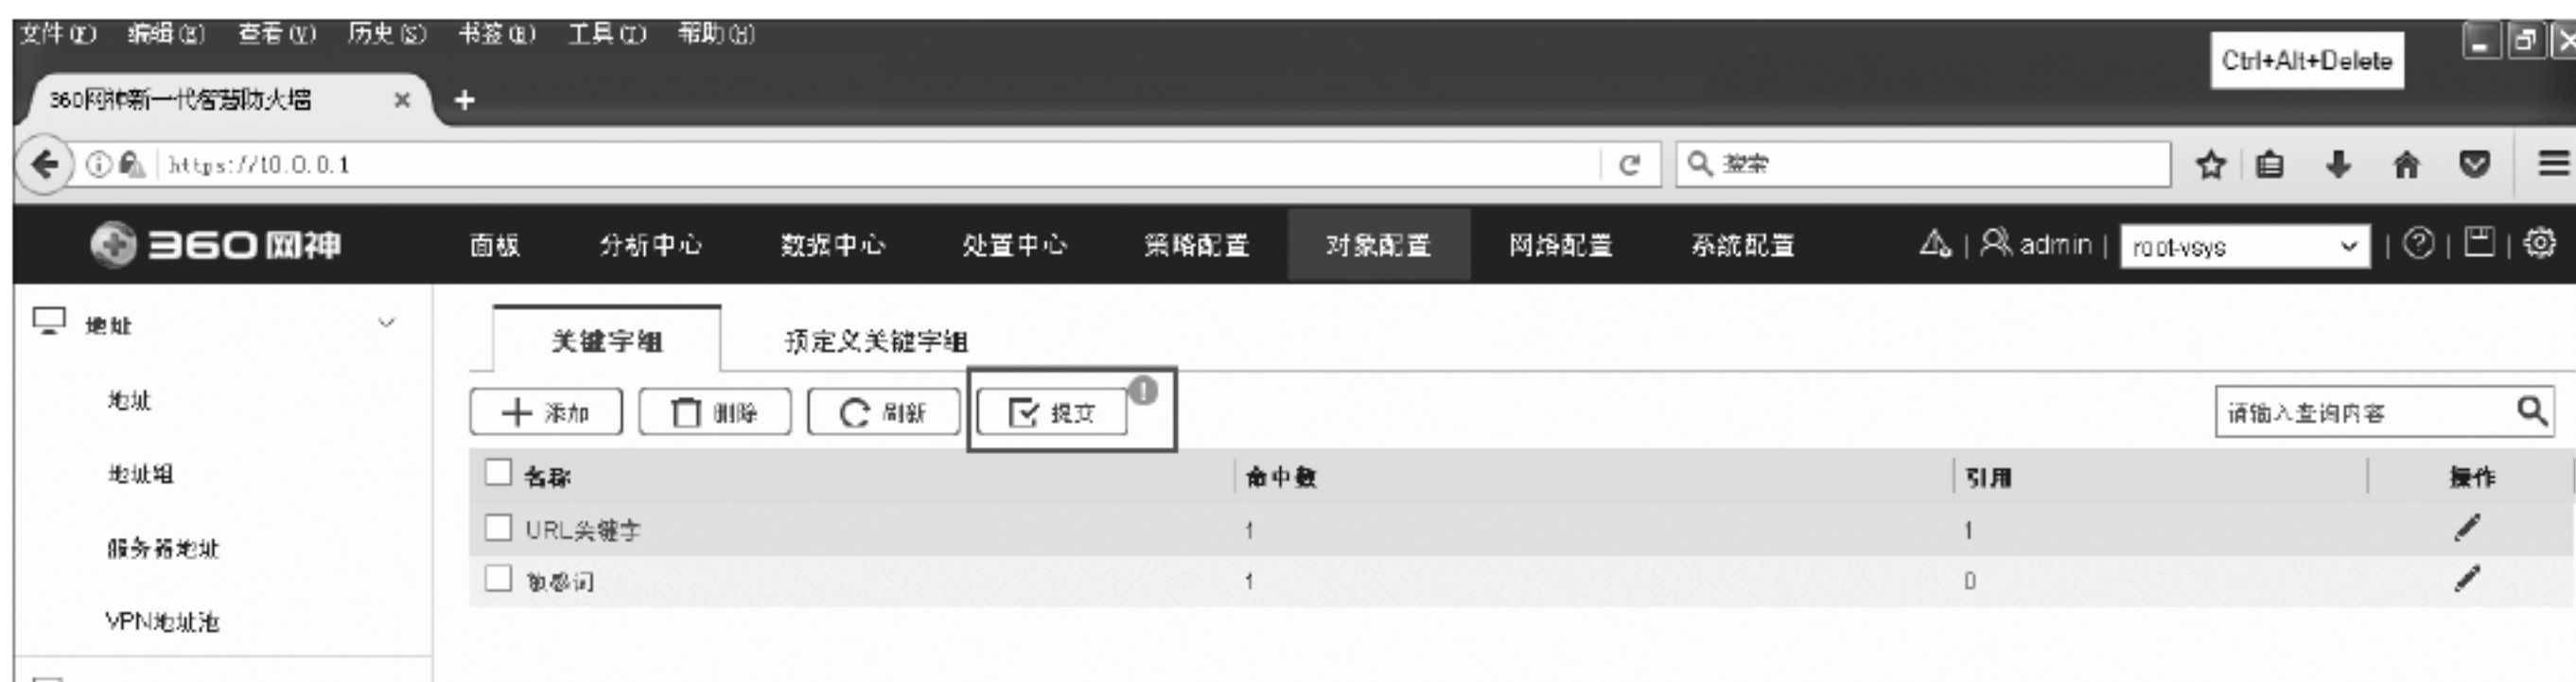 文件(F) 编辑(E) 查看(V) 历史(S) 书签(B) 工具(T) 帮助(H)
Ctrl+Alt+Delete
360网神新一代智慧防火墙
https://10.0.0.1
搜索
360网神 面板 分析中心 数据中心 处置中心 策略配置 对象配置 网络配置 系统配置 admin root-vsys
地址
关键字组 预定义关键字组
地址
添加 删除 刷新 提交 请输入查询内容
地址组
名称 命中数 引用 操作
URL关键字 1 1
服务器地址
敏感词 1 0
VPN地址池